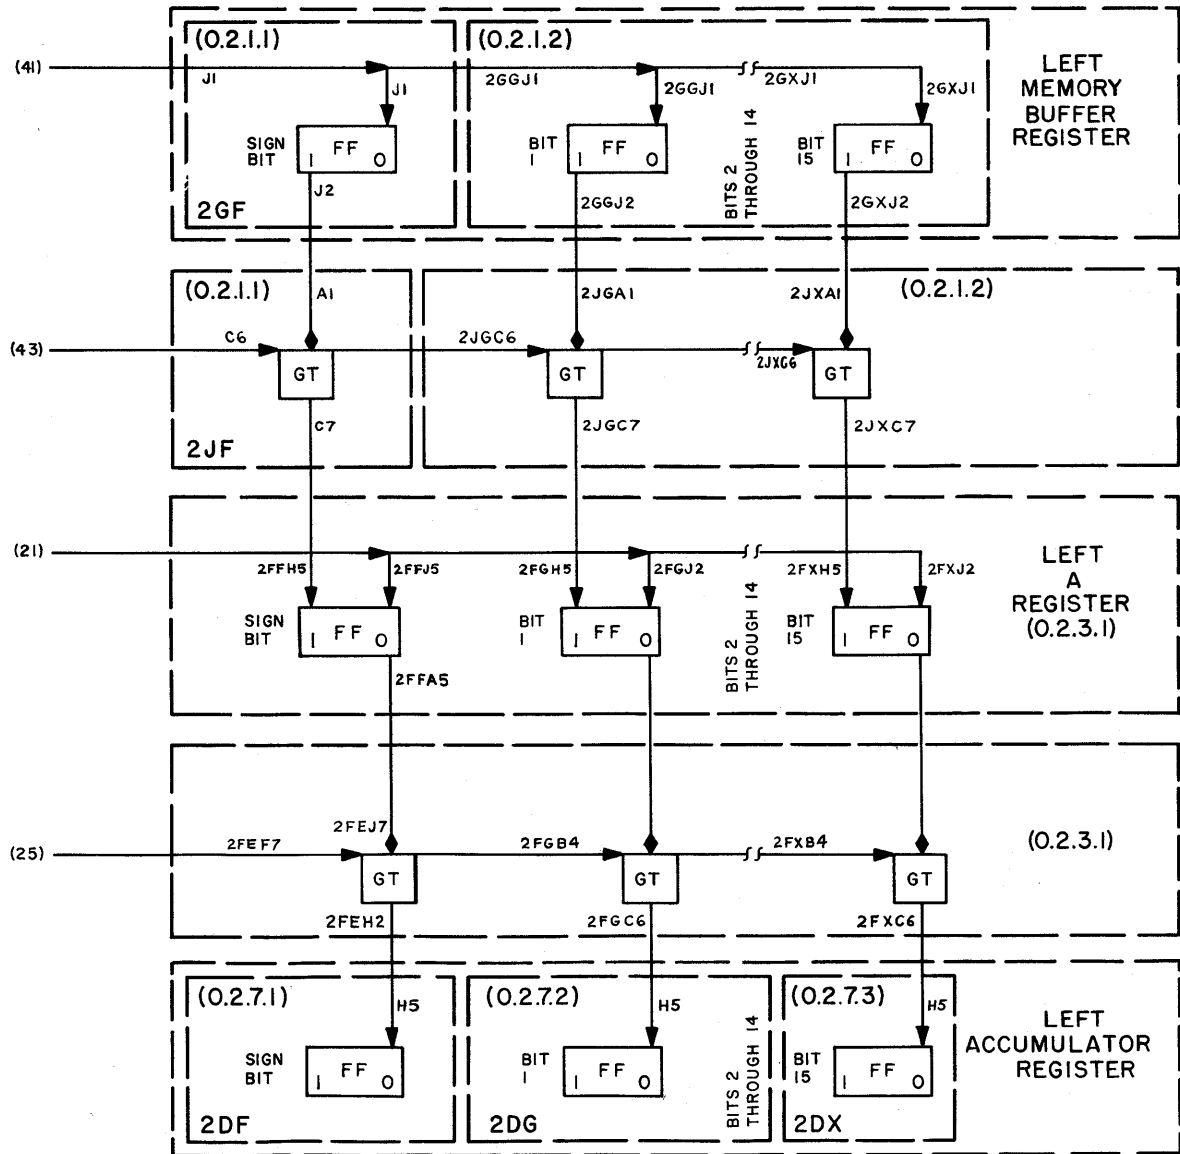 (0.2.1.1)
(0.2.1.2)
LEFT
MEMORY
BUFFER
REGISTER
(41)
J1
J1
2GGJ1
2GGJ1
2GXJ1
2GXJ1
SIGN
BIT
1 FF 0
BIT
1
1 FF 0
BITS 2
THROUGH 14
BIT
15
1 FF 0
J2
2GGJ2
2GXJ2
2GF
(0.2.1.1)
A1
2JGA1
2JXA1
(0.2.1.2)
(43)
C6
2JGC6
2JXC6
GT
GT
GT
C7
2JGC7
2JXC7
2JF
(21)
2FFH5
2FFJ5
2FGH5
2FGJ2
2FXH5
2FXJ2
LEFT
A
REGISTER
(0.2.3.1)
SIGN
BIT
1 FF 0
BIT
1
1 FF 0
BITS 2
THROUGH 14
BIT
15
1 FF 0
2FFA5
2FEJ7
(25)
2FEF7
2FGB4
2FXB4
(0.2.3.1)
GT
GT
GT
2FEH2
2FGC6
2FXC6
(0.2.7.1)
(0.2.7.2)
(0.2.7.3)
H5
H5
H5
LEFT
ACCUMULATOR
REGISTER
SIGN
BIT
1 FF 0
BIT
1
1 FF 0
BITS 2
THROUGH 14
BIT
15
1 FF 0
2DF
2DG
2DX